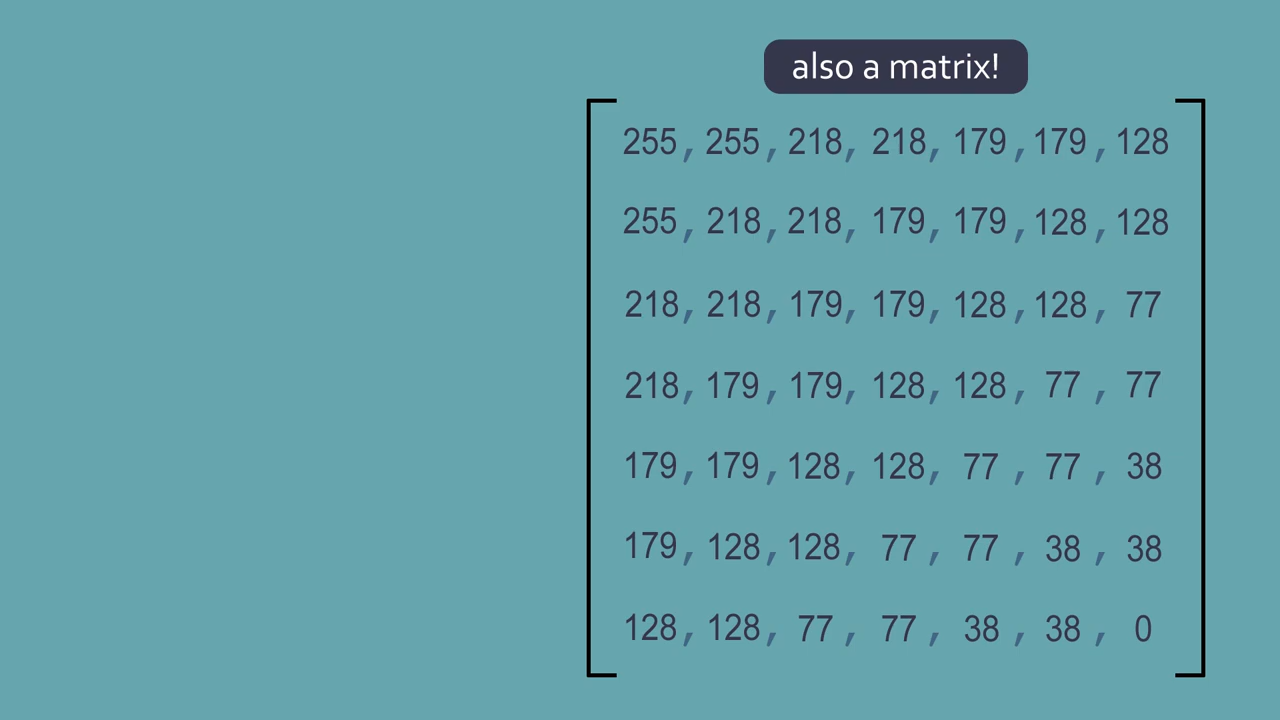 also a matrix!
255, 255, 218, 218, 179, 179, 128
255, 218, 218, 179, 179, 128, 128
218, 218, 179, 179, 128, 128, 77
218, 179, 179, 128, 128, 77, 77
179, 179, 128, 128, 77, 77, 38
179, 128, 128, 77, 77, 38, 38
128, 128, 77, 77, 38, 38, 0